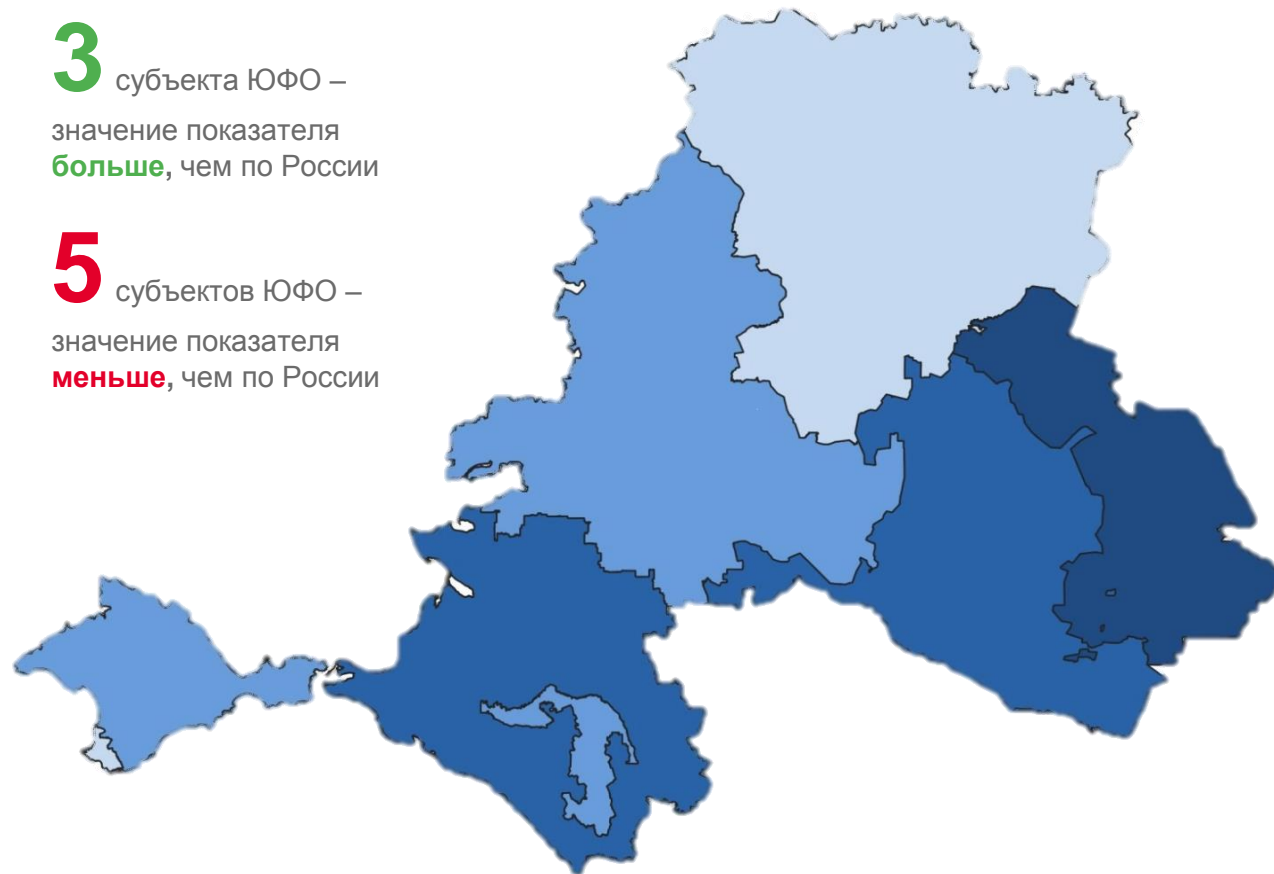 3 субъекта ЮФО –
значение показателя
больше, чем по России
5 субъектов ЮФО –
значение показателя
меньше, чем по России